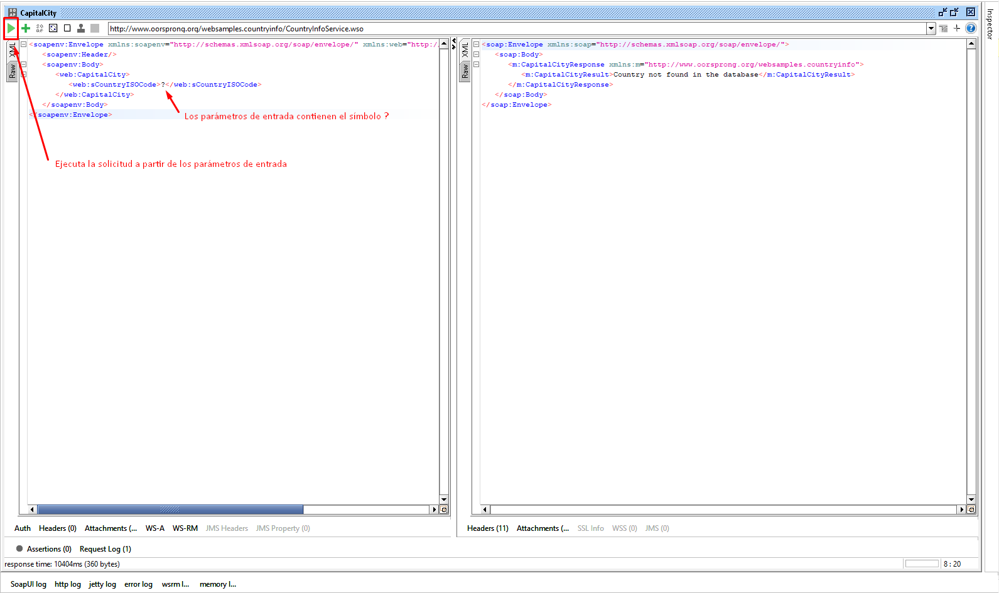 CapitalCity
http://www.oorsprong.org/websamples.countryinfo/CountryInfoService.wso
Inspector
XML
Raw
<soapenv:Envelope xmlns:soapenv="http://schemas.xmlsoap.org/soap/envelope/" xmlns:web="http:/
<soapenv:Header/>
<soapenv:Body>
<web:CapitalCity>
<web:sCountryISOCode>?</web:sCountryISOCode>
</web:CapitalCity>
</soapenv:Body>
</soapenv:Envelope>
Los parámetros de entrada contienen el símbolo ?
Ejecuta la solicitud a partir de los parámetros de entrada
XML
Raw
<soap:Envelope xmlns:soap="http://schemas.xmlsoap.org/soap/envelope/">
<soap:Body>
<m:CapitalCityResponse xmlns:m="http://www.oorsprong.org/websamples.countryinfo">
<m:CapitalCityResult>Country not found in the database</m:CapitalCityResult>
</m:CapitalCityResponse>
</soap:Body>
</soap:Envelope>
Auth Headers (0) Attachments (... WS-A WS-RM JMS Headers JMS Property (0)
Headers (11) Attachments (... SSL Info WSS (0) JMS (0)
Assertions (0) Request Log (1)
response time: 10404ms (360 bytes)
8 : 20
SoapUI log http log jetty log error log wsrm l... memory l...